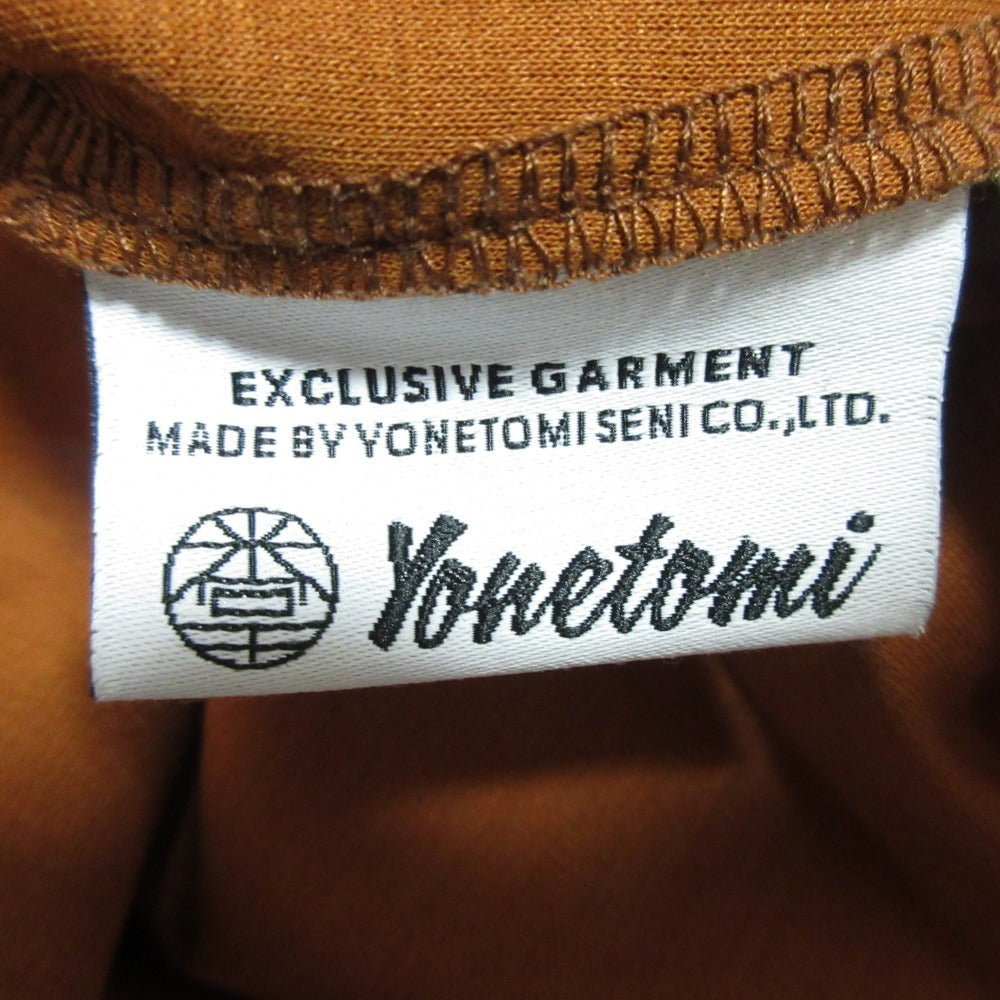 EXCLUSIVE GARMENT
MADE BY YONETOMI SENI CO.,LTD.
Yonetomi